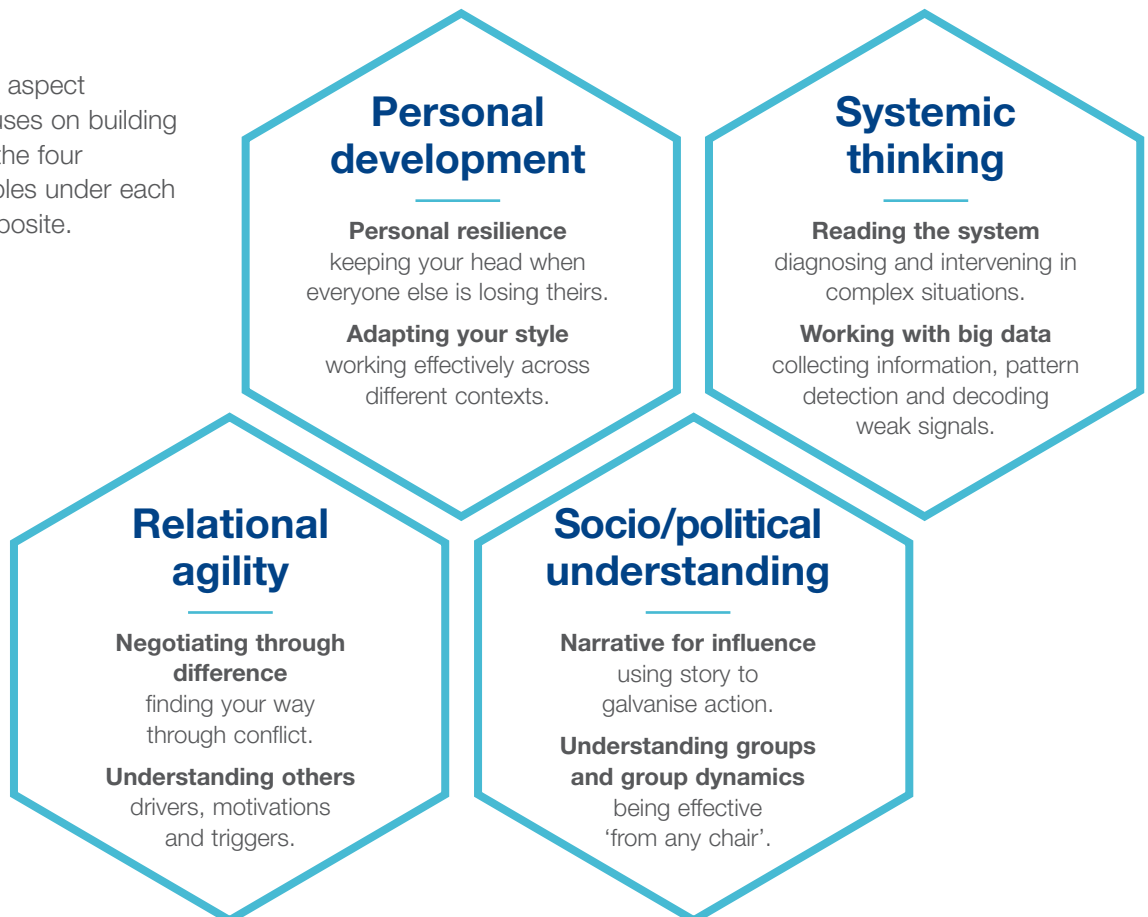 aspect
uses on building
the four
ples under each
posite.
Personal
development
Personal resilience
keeping your head when
everyone else is losing theirs.
Adapting your style
working effectively across
different contexts.
Systemic
thinking
Reading the system
diagnosing and intervening in
complex situations.
Working with big data
collecting information, pattern
detection and decoding
weak signals.
Relational
agility
Negotiating through
difference
finding your way
through conflict.
Understanding others
drivers, motivations
and triggers.
Socio/political
understanding
Narrative for influence
using story to
galvanise action.
Understanding groups
and group dynamics
being effective
‘from any chair’.